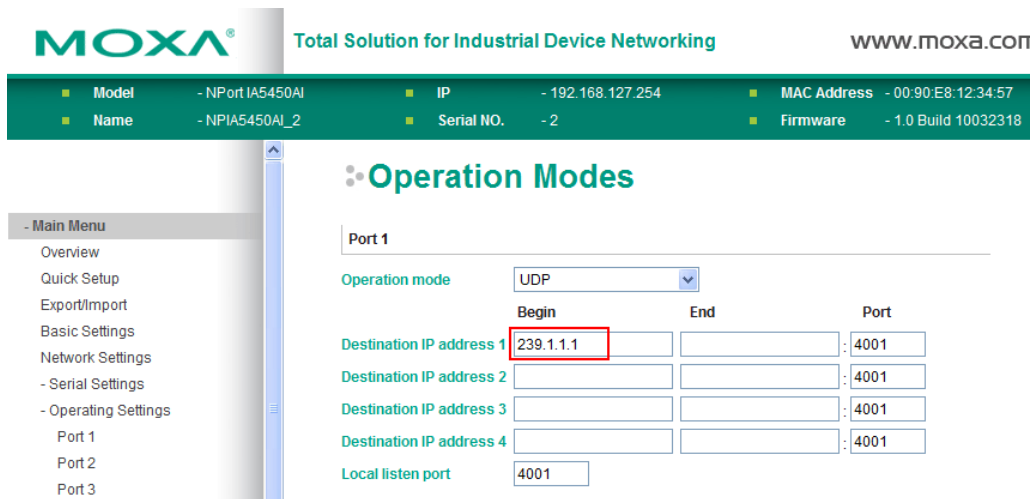 MOXA® Total Solution for Industrial Device Networking www.moxa.com
Model - NPort IA5450AI IP - 192.168.127.254 MAC Address - 00:90:E8:12:34:57
Name - NPIA5450AI_2 Serial NO. - 2 Firmware - 1.0 Build 10032318
Operation Modes
- Main Menu
Overview
Quick Setup
Export/Import
Basic Settings
Network Settings
- Serial Settings
- Operating Settings
Port 1
Port 2
Port 3
Port 1
Operation mode UDP
Begin End Port
Destination IP address 1 239.1.1.1 : 4001
Destination IP address 2 : 4001
Destination IP address 3 : 4001
Destination IP address 4 : 4001
Local listen port 4001